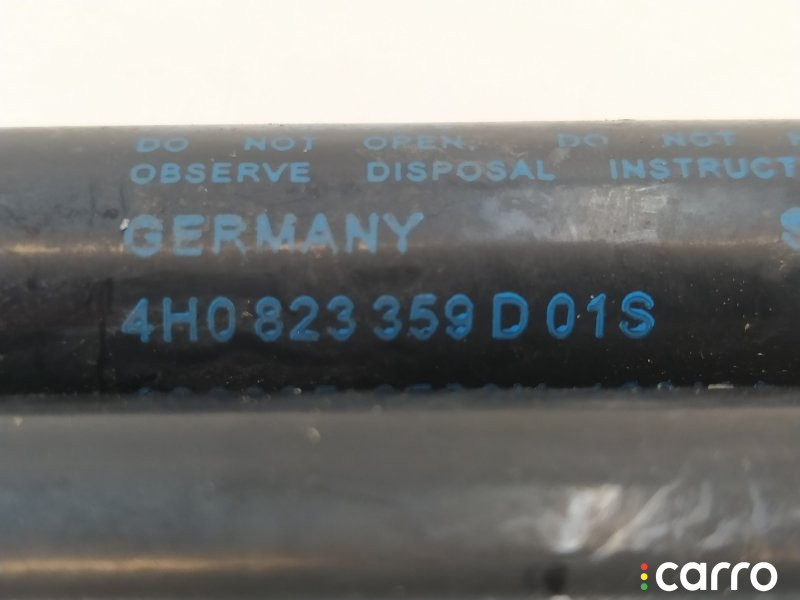 DO NOT OPEN. DO NOT
OBSERVE DISPOSAL INSTRUCT
GERMANY S
4H0 823 359 D 01S
carro